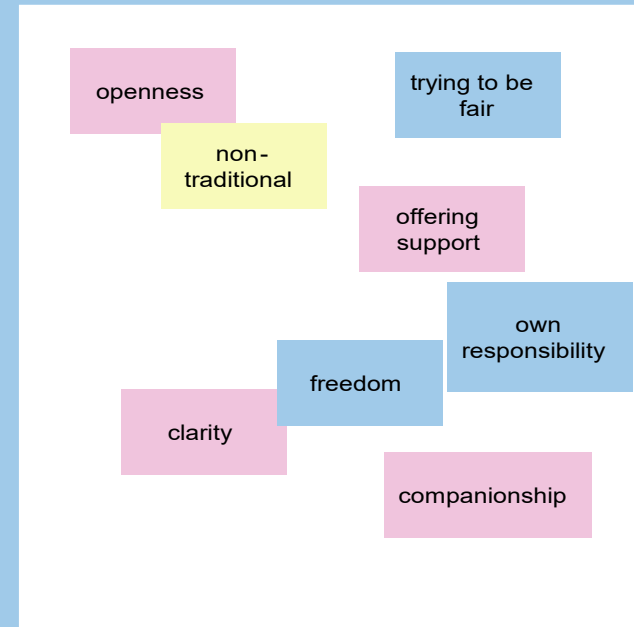 openness
trying to be
fair
non-
traditional
offering
support
own
responsibility
freedom
clarity
companionship